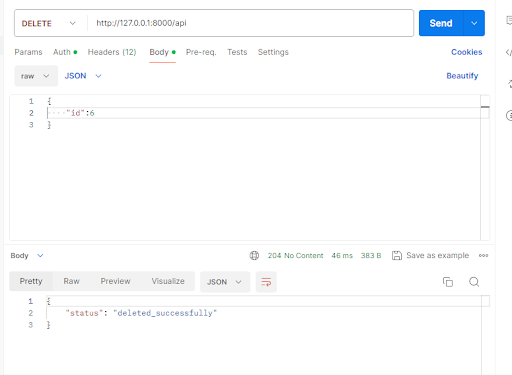 DELETE http://127.0.0.1:8000/api Send
Params Auth Headers (12) Body Pre-req. Tests Settings Cookies
raw JSON Beautify
1 {
2 "id":6
3 }
Body 204 No Content 46 ms 383 B Save as example
Pretty Raw Preview Visualize JSON
1 {
2 "status": "deleted_successfully"
3 }